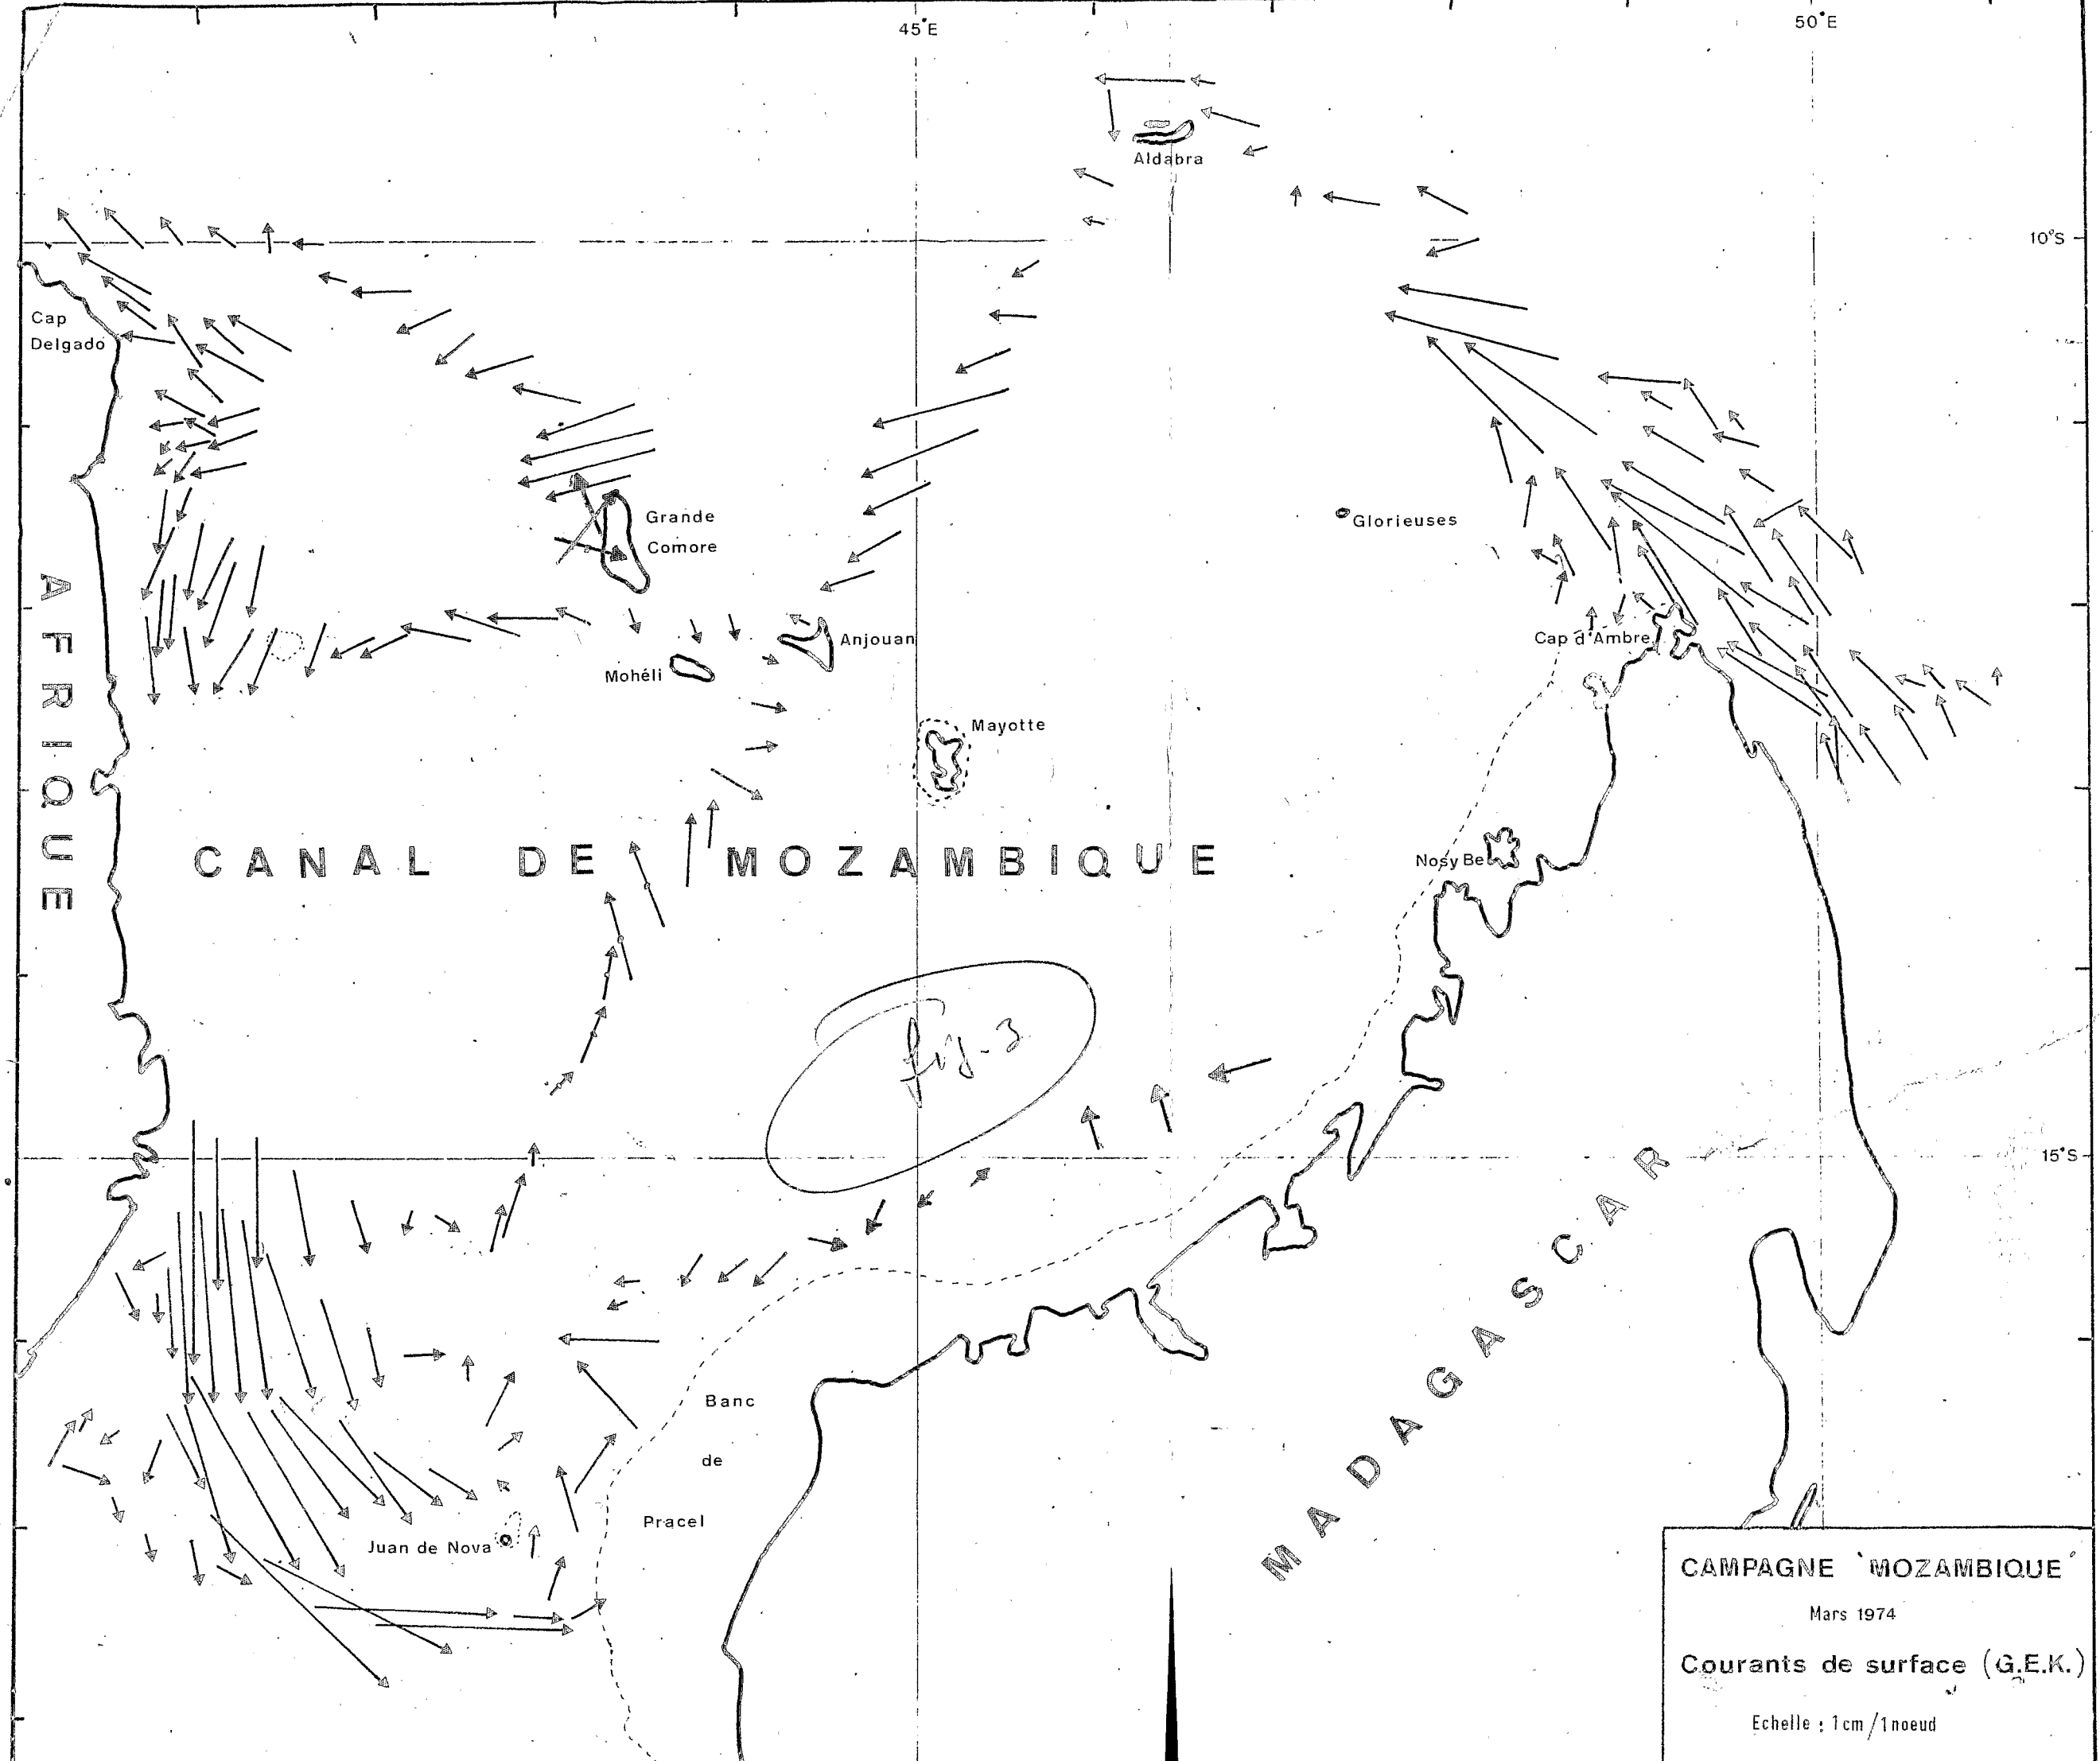 45°E
50°E
Aldabra
10°S
Cap
Delgado
Grande
Comore
Glorieuses
AFRIQUE
Cap d'Ambre
Anjouan
Mohéli
Mayotte
CANAL DE MOZAMBIQUE
Nosy Be
fig-3
15°S
MADAGASCAR
Banc
de
Pracel
Juan de Nova
CAMPAGNE 'MOZAMBIQUE'
Mars 1974
Courants de surface (G.E.K.)
Echelle : 1cm/1noeud